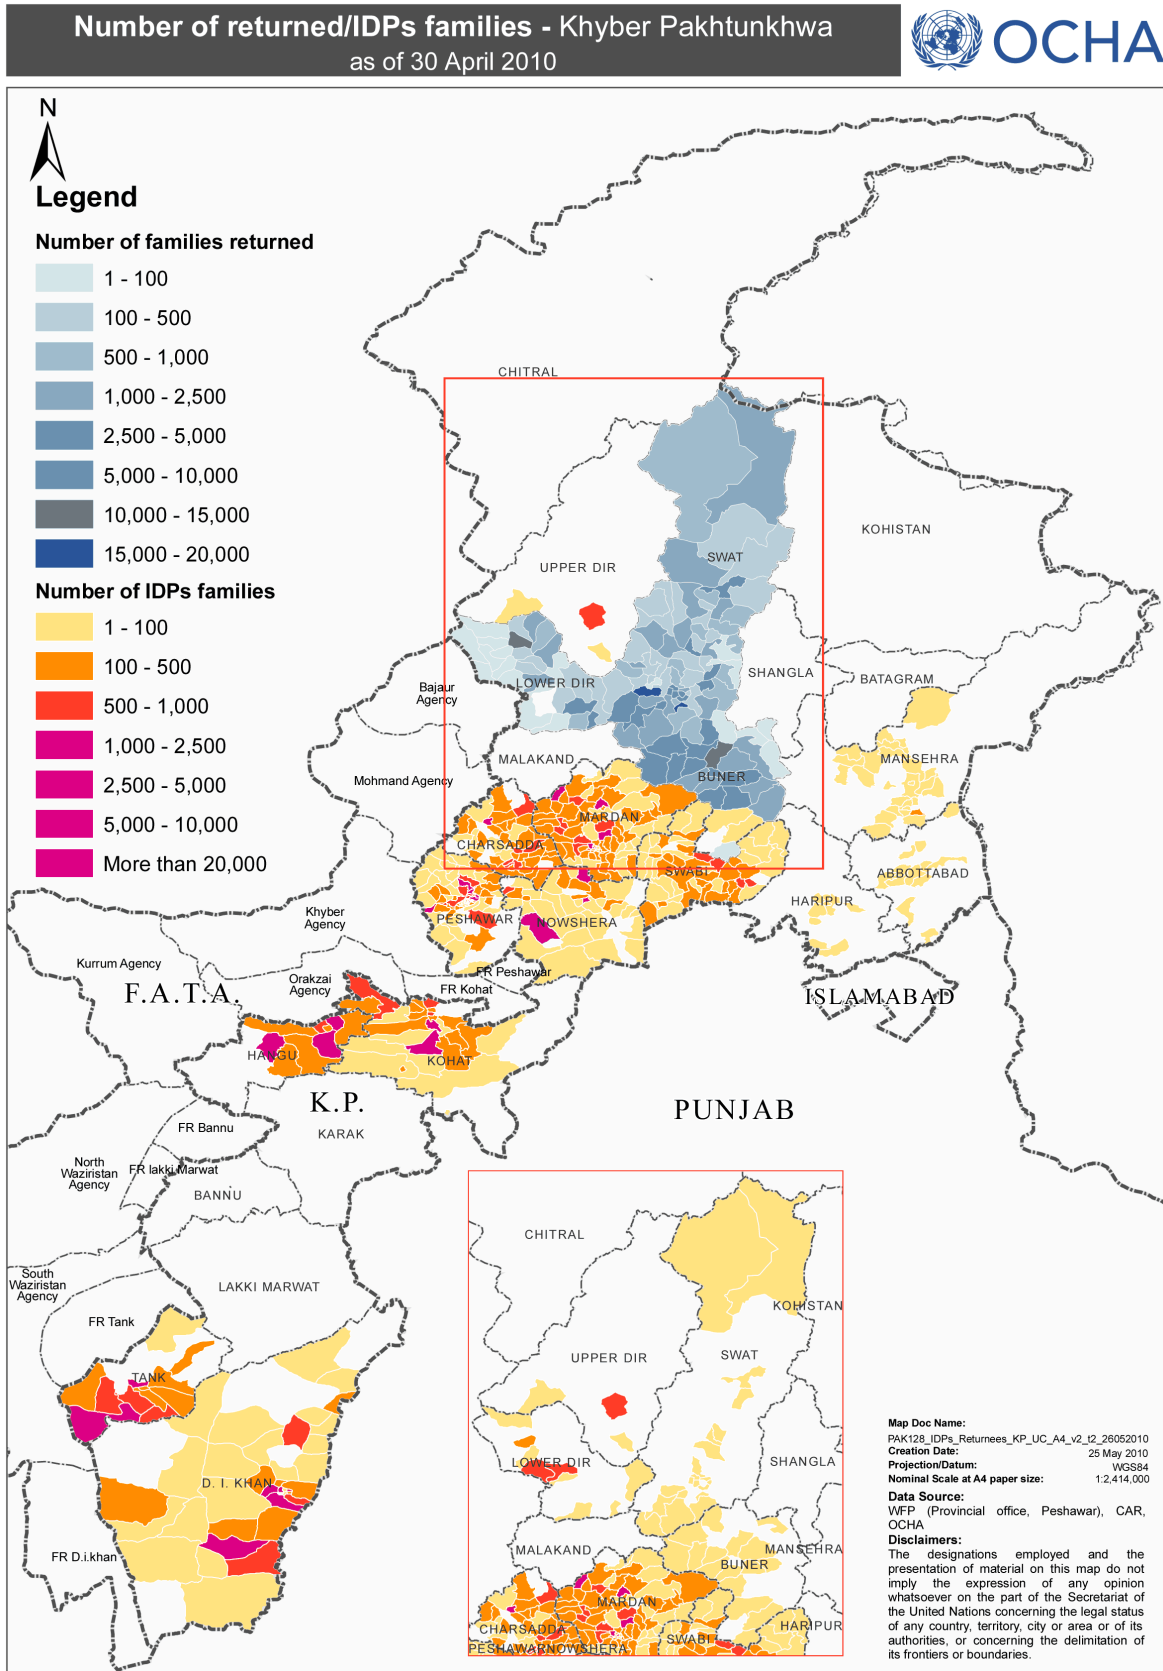 Number of returned/IDPs families - Khyber Pakhtunkhwa
as of 30 April 2010
OCHA
N
Legend
Number of families returned
1 - 100
100 - 500
500 - 1,000
1,000 - 2,500
2,500 - 5,000
5,000 - 10,000
10,000 - 15,000
15,000 - 20,000
Number of IDPs families
1 - 100
100 - 500
500 - 1,000
1,000 - 2,500
2,500 - 5,000
5,000 - 10,000
More than 20,000
CHITRAL
KOHISTAN
SWAT
UPPER DIR
SHANGLA
BATAGRAM
LOWER DIR
Bajaur
Agency
MALAKAND
MANSEHRA
BUNER
Mohmand Agency
MARDAN
CHARSADDA
SWABI
ABBOTTABAD
HARIPUR
Khyber
Agency
PESHAWAR
NOWSHERA
Kurrum Agency
FR Peshawar
Orakzai
Agency
FR Kohat
F.A.T.A.
ISLAMABAD
HANGU
KOHAT
K.P.
PUNJAB
KARAK
FR Bannu
North
Waziristan
Agency
FR lakki Marwat
BANNU
South
Waziristan
Agency
LAKKI MARWAT
FR Tank
TANK
D. I. KHAN
FR D.i.khan
CHITRAL
KOHISTAN
UPPER DIR
SWAT
LOWER DIR
SHANGLA
MALAKAND
MANSEHRA
BUNER
MARDAN
CHARSADDA
HARIPUR
SWABI
PESHAWAR
NOWSHERA
Map Doc Name:
PAK128_IDPs_Returnees_KP_UC_A4_v2_t2_26052010
Creation Date: 25 May 2010
Projection/Datum: WGS84
Nominal Scale at A4 paper size: 1:2,414,000
Data Source:
WFP (Provincial office, Peshawar), CAR,
OCHA
Disclaimers:
The designations employed and the
presentation of material on this map do not
imply the expression of any opinion
whatsoever on the part of the Secretariat of
the United Nations concerning the legal status
of any country, territory, city or area or of its
authorities, or concerning the delimitation of
its frontiers or boundaries.